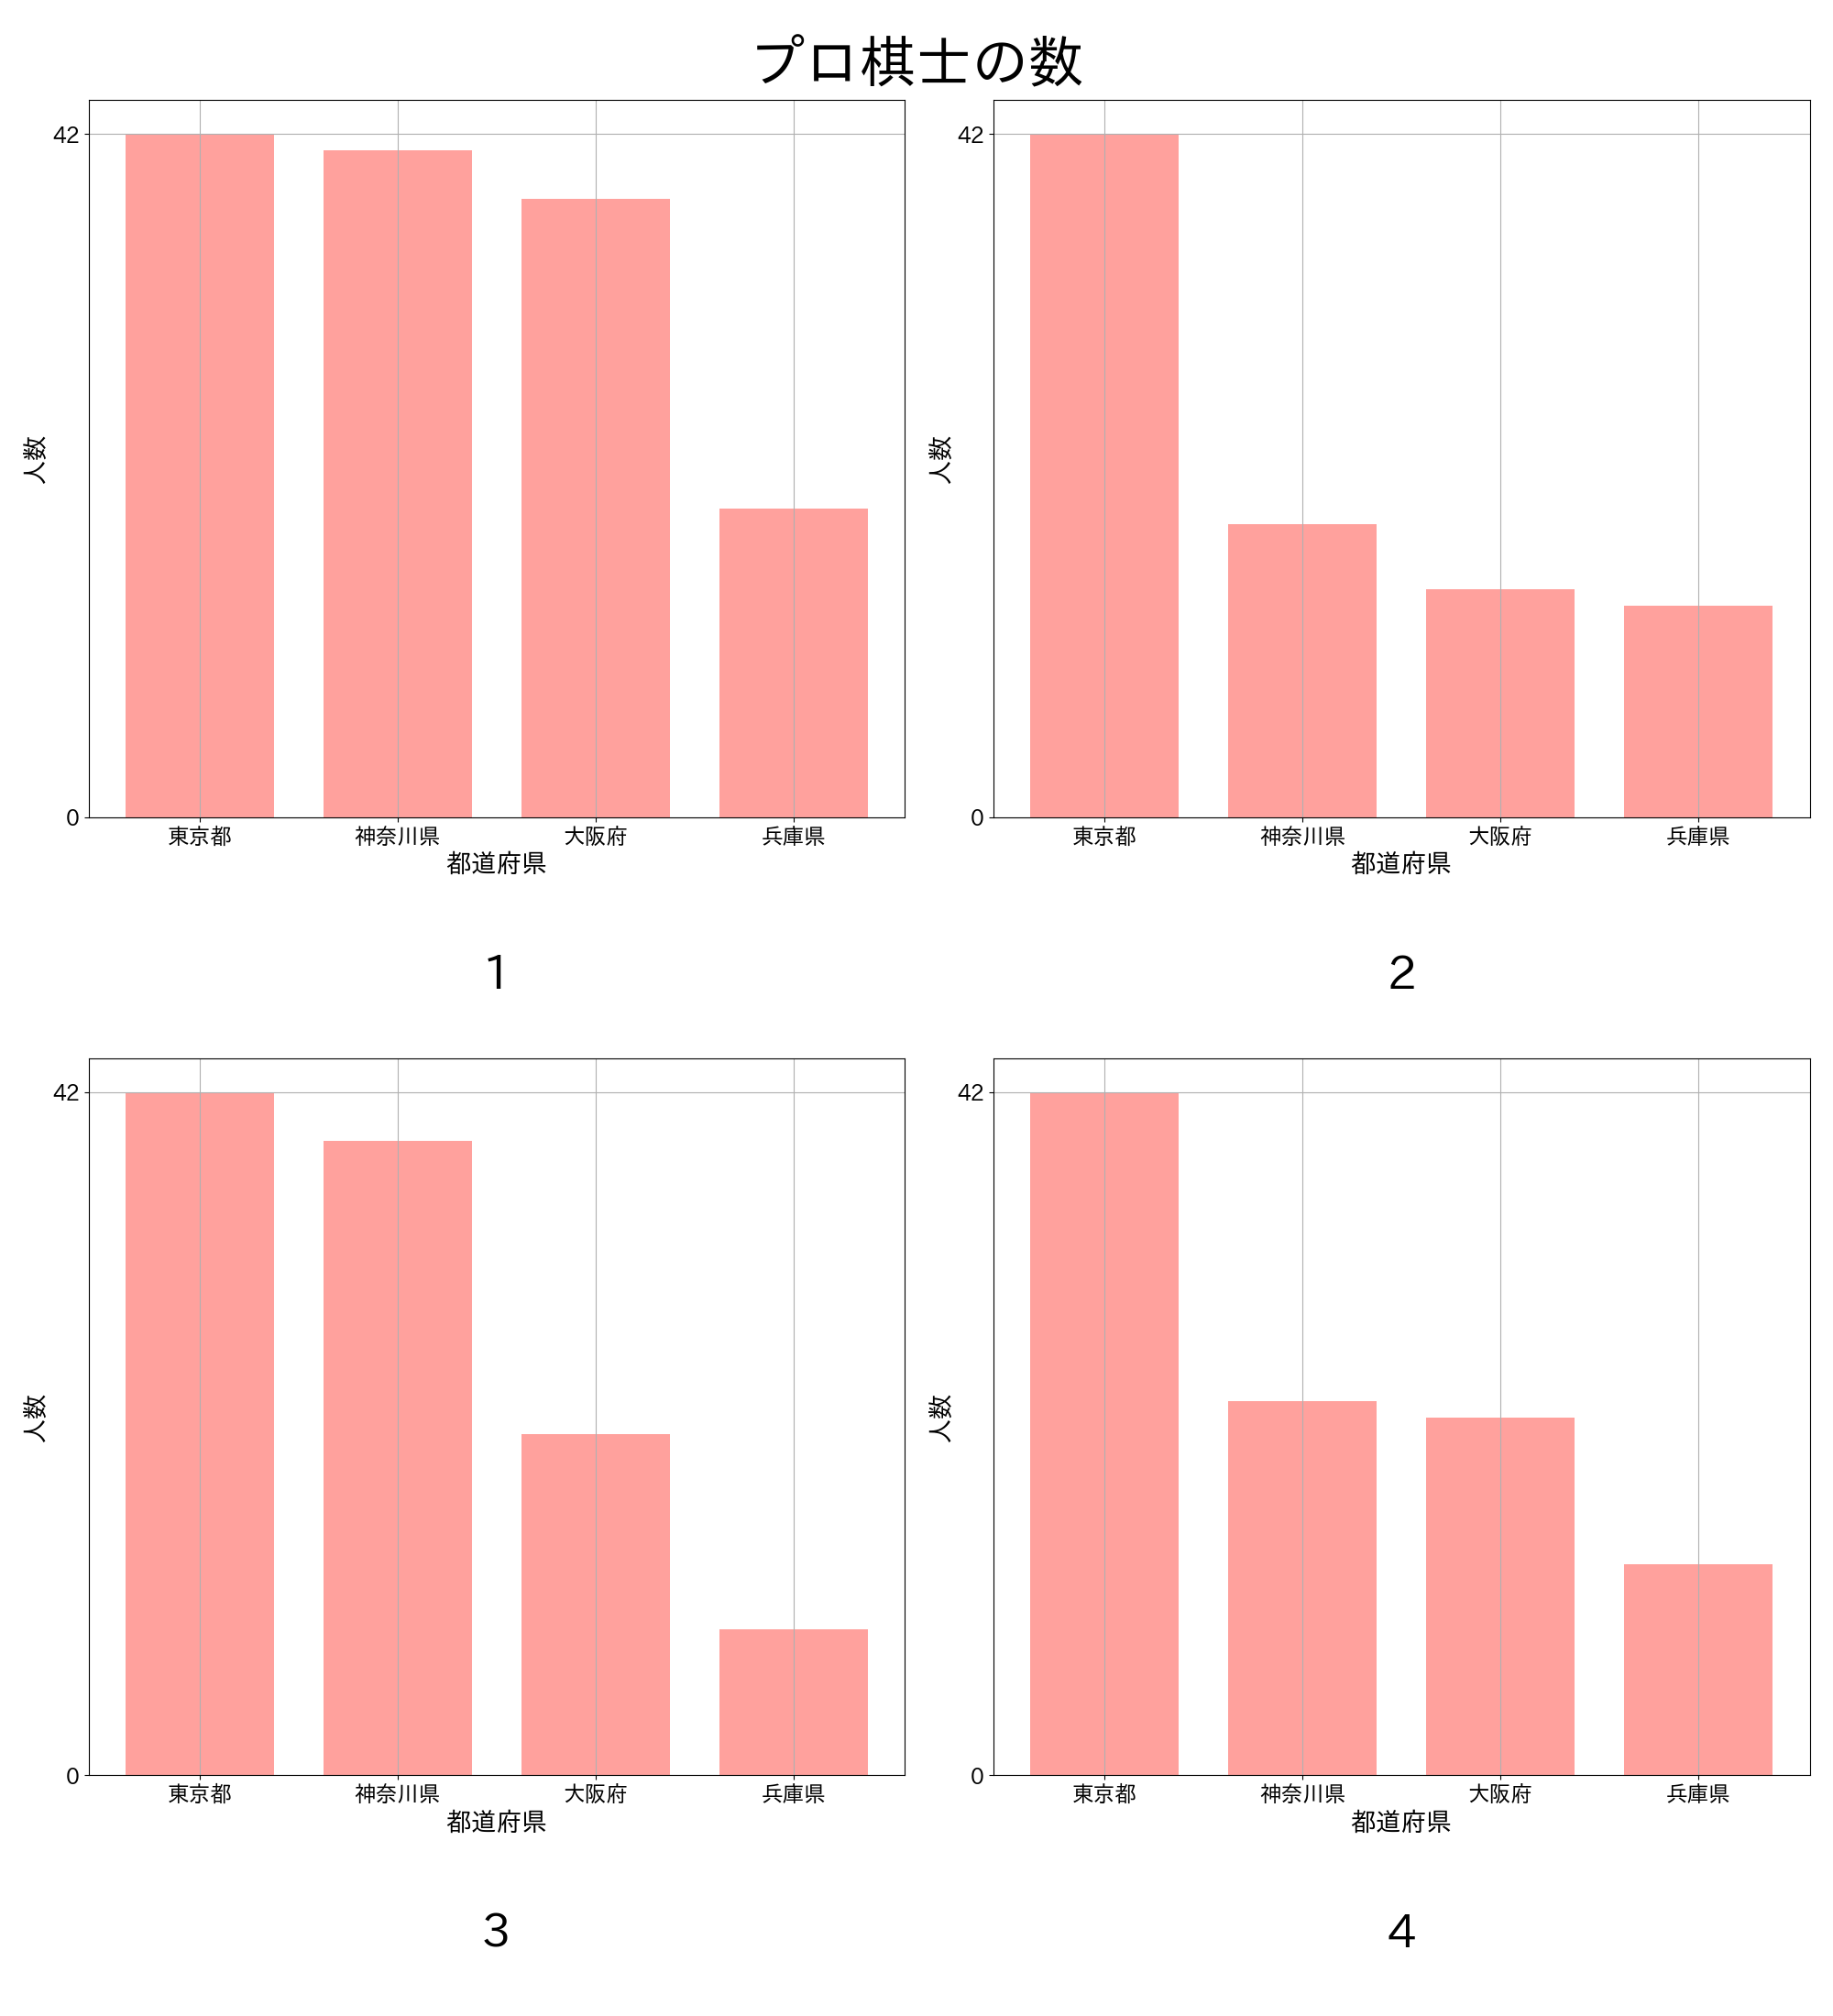 プロ棋士の数
42
0
人数
東京都 神奈川県 大阪府 兵庫県
都道府県
1
42
0
人数
東京都 神奈川県 大阪府 兵庫県
都道府県
2
42
0
人数
東京都 神奈川県 大阪府 兵庫県
都道府県
3
42
0
人数
東京都 神奈川県 大阪府 兵庫県
都道府県
4